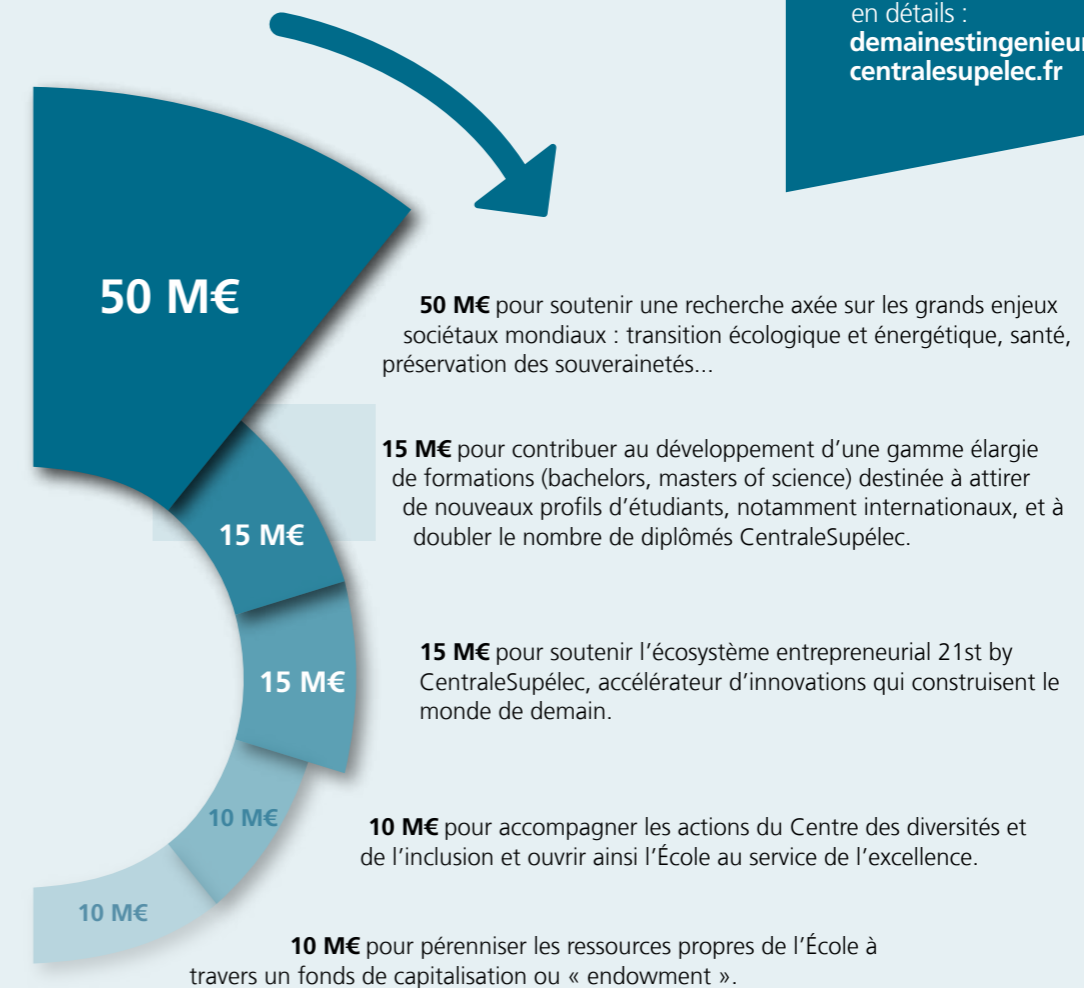 en détails :
demainestingenieur
centralesupelec.fr
50 M€
50 M€ pour soutenir une recherche axée sur les grands enjeux
sociétaux mondiaux : transition écologique et énergétique, santé,
préservation des souverainetés...
15 M€ pour contribuer au développement d’une gamme élargie
de formations (bachelors, masters of science) destinée à attirer
de nouveaux profils d’étudiants, notamment internationaux, et à
doubler le nombre de diplômés CentraleSupélec.
15 M€
15 M€ pour soutenir l’écosystème entrepreneurial 21st by
CentraleSupélec, accélérateur d’innovations qui construisent le
monde de demain.
15 M€
10 M€ pour accompagner les actions du Centre des diversités et
de l’inclusion et ouvrir ainsi l’École au service de l’excellence.
10 M€
10 M€
10 M€ pour pérenniser les ressources propres de l’École à
travers un fonds de capitalisation ou « endowment ».